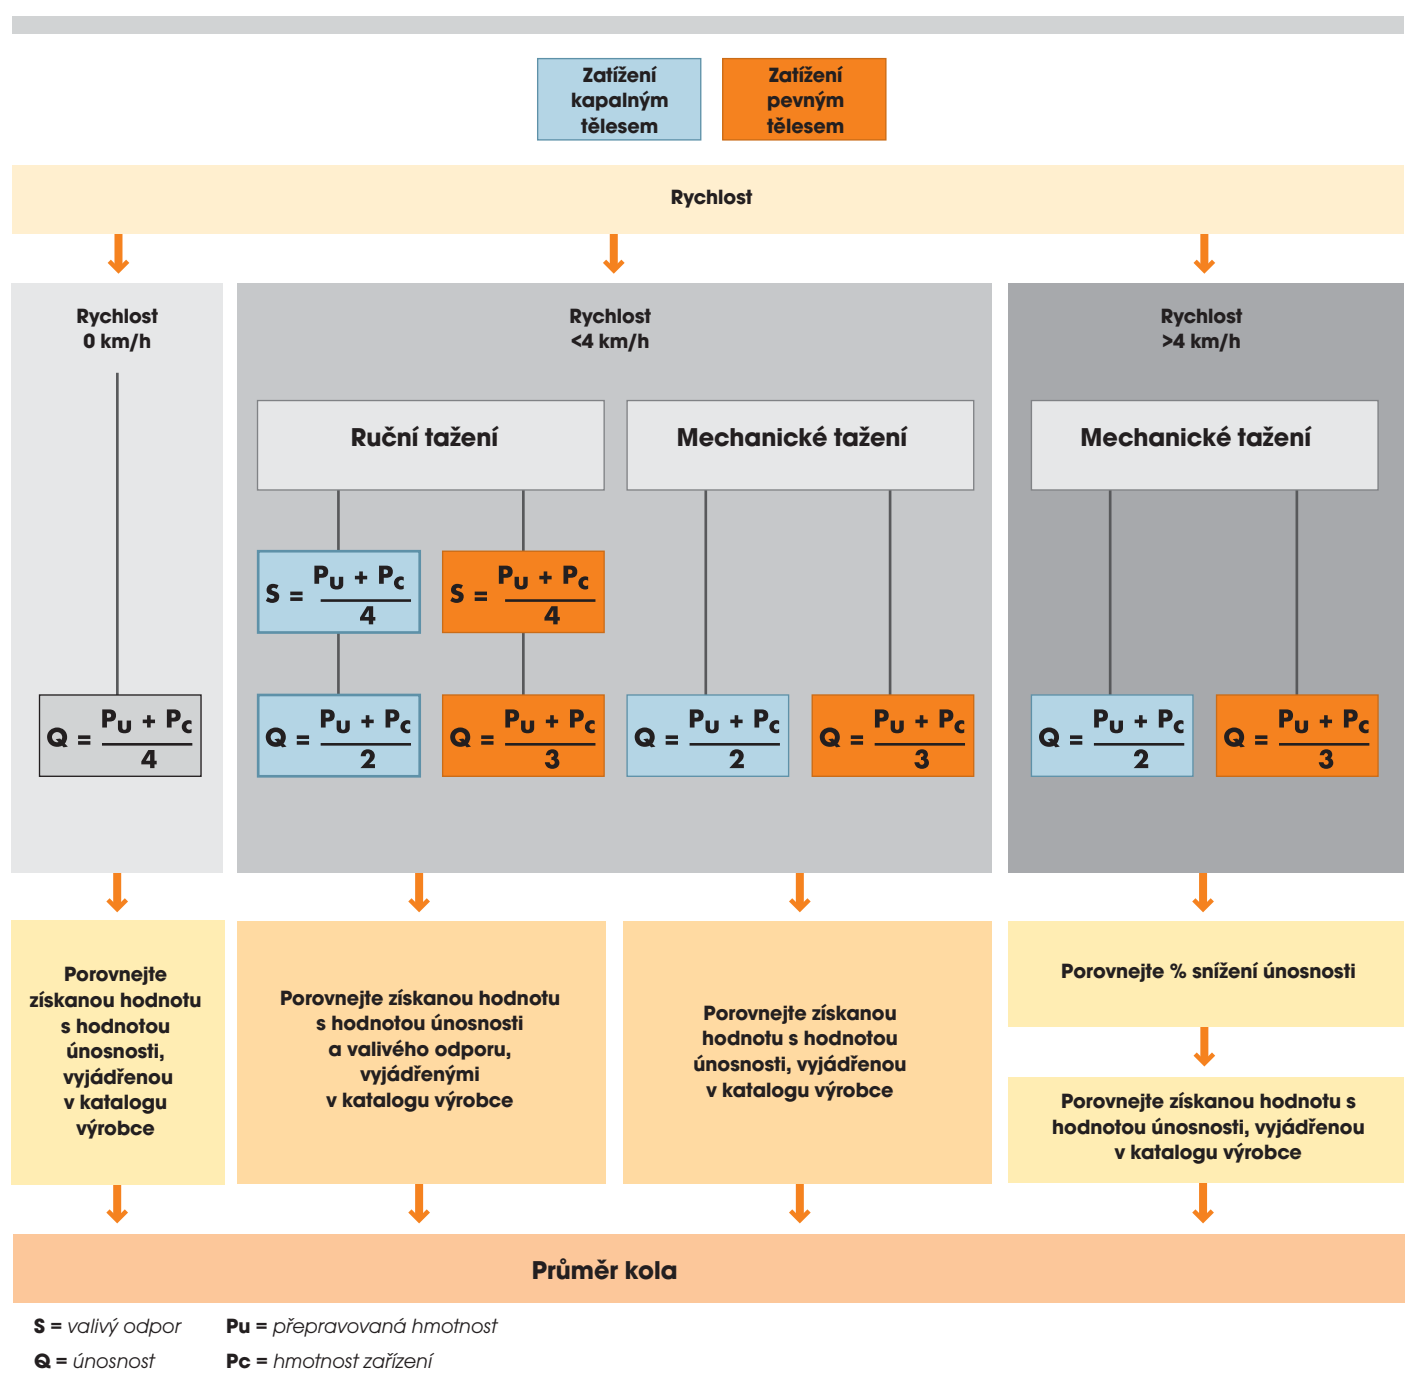 Zatížení
kapalným
tělesem
Zatížení
pevným
tělesem
Rychlost
Rychlost
0 km/h
Rychlost
<4 km/h
Rychlost
>4 km/h
Ruční tažení
Mechanické tažení
Mechanické tažení
S = PU + PC
4
S = PU + PC
4
Q = PU + PC
4
Q = PU + PC
2
Q = PU + PC
3
Q = PU + PC
2
Q = PU + PC
3
Q = PU + PC
2
Q = PU + PC
3
Porovnejte
získanou hodnotu
s hodnotou
únosnosti,
vyjádřenou
v katalogu
výrobce
Porovnejte získanou hodnotu
s hodnotou únosnosti
a valivého odporu,
vyjádřenými
v katalogu výrobce
Porovnejte získanou
hodnotu s hodnotou
únosnosti, vyjádřenou
v katalogu výrobce
Porovnejte % snížení únosnosti
Porovnejte získanou hodnotu s
hodnotou únosnosti, vyjádřenou
v katalogu výrobce
Průměr kola
S = valivý odpor
Pu = přepravovaná hmotnost
Q = únosnost
Pc = hmotnost zařízení